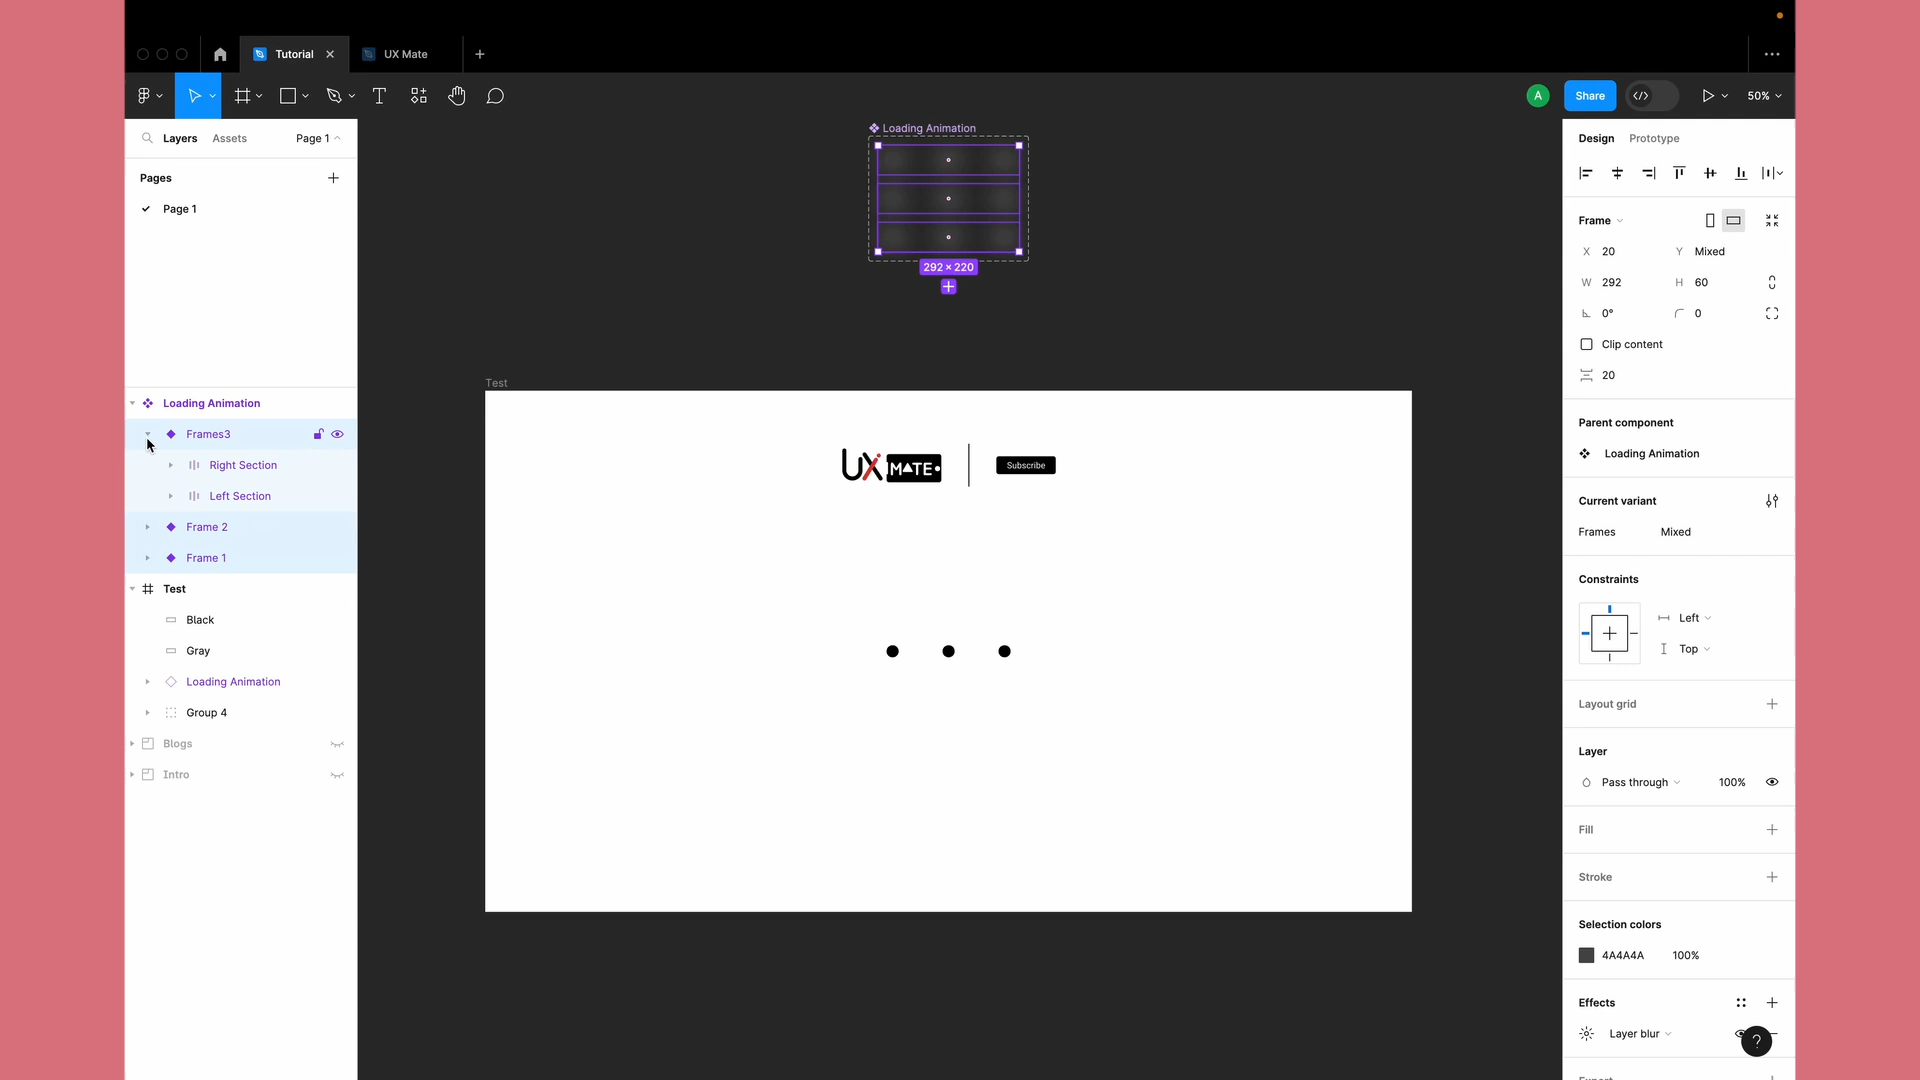 Tutorial
UX Mate
A
Share
50%
Layers
Assets
Page 1
Loading Animation
Design
Prototype
Pages
Page 1
Frame
X 20
Y Mixed
W 292
H 60
0°
0
292 × 220
Clip content
20
Test
Loading Animation
Frames3
Right Section
Left Section
Frame 2
Frame 1
Test
Black
Gray
Loading Animation
Group 4
Blogs
Intro
UX MATE
Subscribe
Parent component
Loading Animation
Current variant
Frames
Mixed
Constraints
Left
Top
Layout grid
Layer
Pass through
100%
Fill
Stroke
Selection colors
4A4A4A
100%
Effects
Layer blur
?